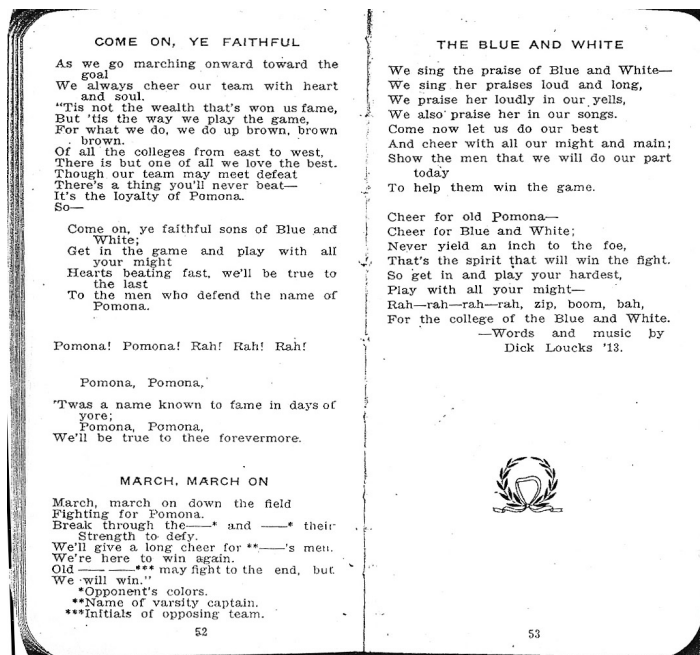 COME ON, YE FAITHFUL
As we go marching onward toward the
goal
We always cheer our team with heart
and soul.
"Tis not the wealth that's won us fame,
But 'tis the way we play the game,
For what we do, we do up brown, brown
brown.
Of all the colleges from east to west,
There is but one of all we love the best.
Though our team may meet defeat
There's a thing you'll never beat—
It's the loyalty of Pomona.
So—
Come on, ye faithful sons of Blue and
White;
Get in the game and play with all
your might
Hearts beating fast, we'll be true to
the last
To the men who defend the name of
Pomona.
Pomona! Pomona! Rah! Rah! Rah!
Pomona, Pomona,
'Twas a name known to fame in days of
yore;
Pomona, Pomona,
We'll be true to thee forevermore.
MARCH, MARCH ON
March, march on down the field
Fighting for Pomona.
Break through the——* and ——* their
Strength to defy.
We'll give a long cheer for **——'s men.
We're here to win again.
Old —— ——*** may fight to the end, but
We will win."
*Opponent's colors.
**Name of varsity captain.
***Initials of opposing team.
52
THE BLUE AND WHITE
We sing the praise of Blue and White—
We sing her praises loud and long,
We praise her loudly in our yells,
We also praise her in our songs.
Come now let us do our best
And cheer with all our might and main;
Show the men that we will do our part
today
To help them win the game.
Cheer for old Pomona—
Cheer for Blue and White;
Never yield an inch to the foe,
That's the spirit that will win the fight.
So get in and play your hardest,
Play with all your might—
Rah—rah—rah—rah, zip, boom, bah,
For the college of the Blue and White.
—Words and music by
Dick Loucks '13.
53